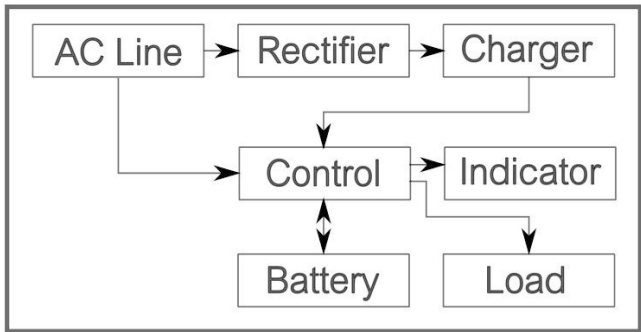 AC Line
Rectifier
Charger
Control
Indicator
Battery
Load